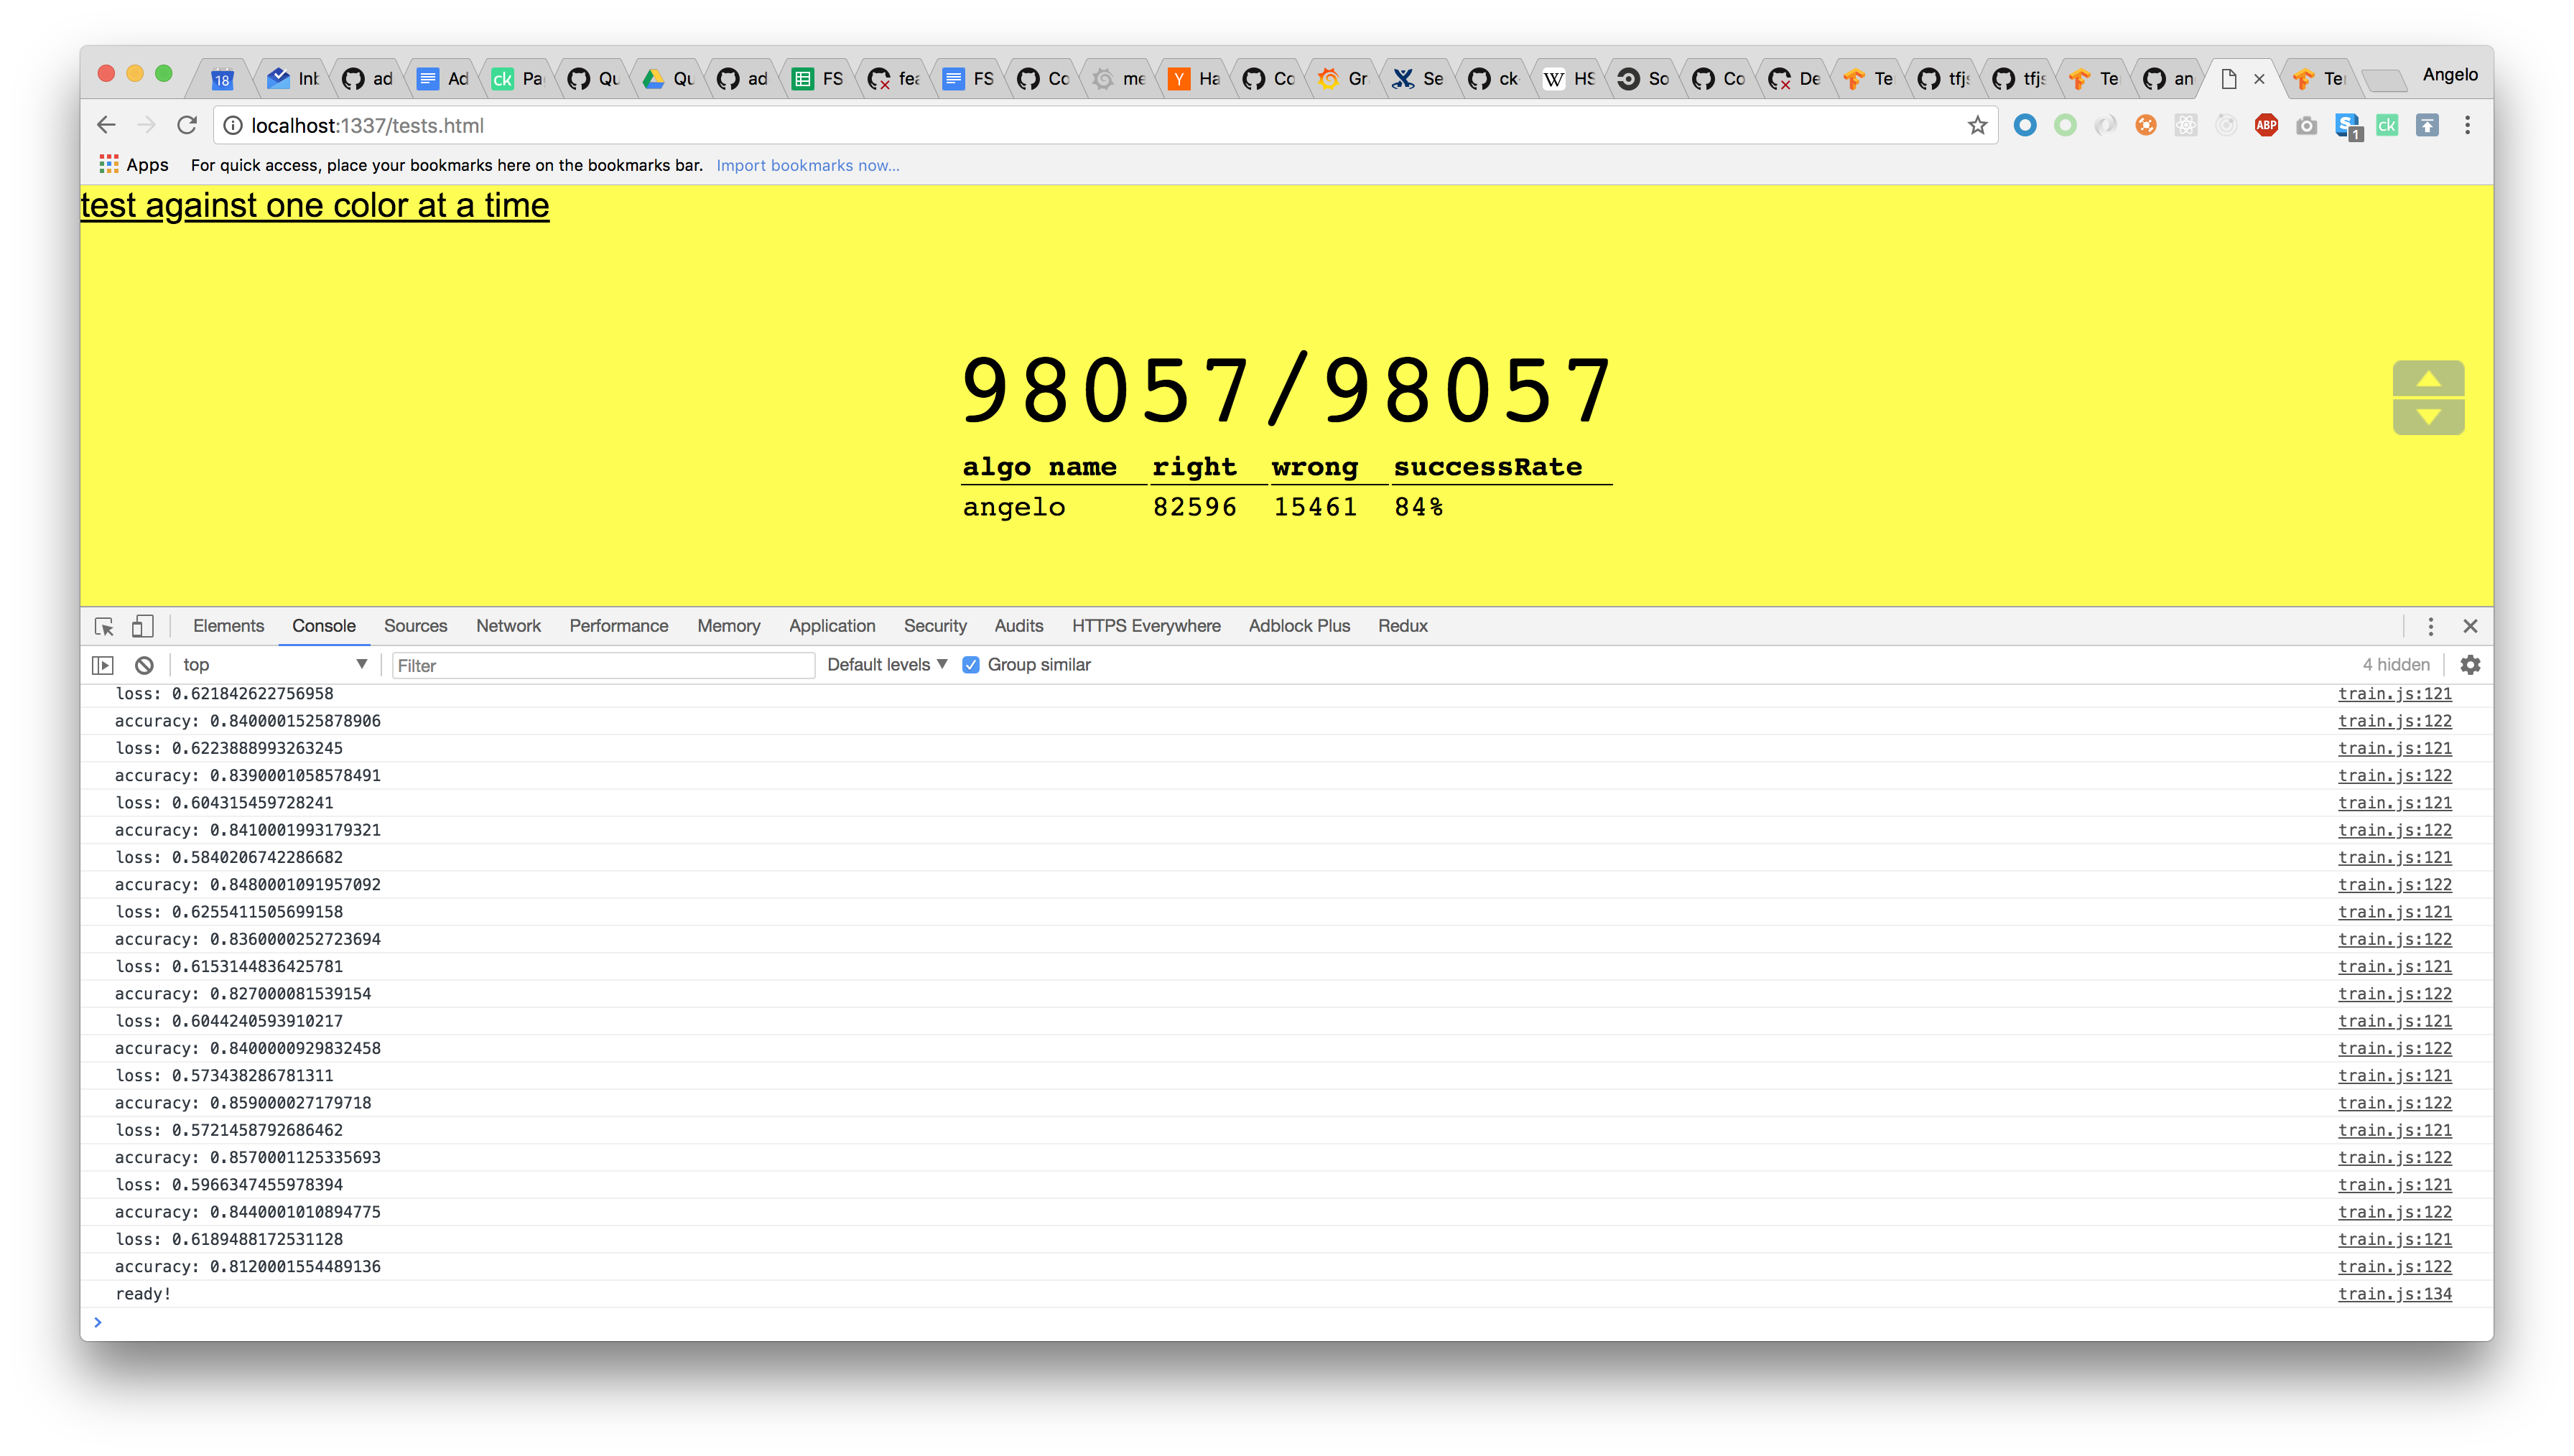 18 Inb ad Ad ck Pa Qu Qu ad FS fea FS Co me Y Ha Co Gr Se ck W HS So Co De Te tfjs tfjs Te an Ter Angelo
localhost:1337/tests.html ABP 1 ck
Apps For quick access, place your bookmarks here on the bookmarks bar. Import bookmarks now...
test against one color at a time
98057/98057
algo name right wrong successRate
angelo 82596 15461 84%
Elements Console Sources Network Performance Memory Application Security Audits HTTPS Everywhere Adblock Plus Redux
top Filter Default levels Group similar 4 hidden
loss: 0.621842622756958 train.js:121
accuracy: 0.8400001525878906 train.js:122
loss: 0.6223888993263245 train.js:121
accuracy: 0.8390001058578491 train.js:122
loss: 0.604315459728241 train.js:121
accuracy: 0.8410001993179321 train.js:122
loss: 0.5840206742286682 train.js:121
accuracy: 0.8480001091957092 train.js:122
loss: 0.6255411505699158 train.js:121
accuracy: 0.8360000252723694 train.js:122
loss: 0.6153144836425781 train.js:121
accuracy: 0.827000081539154 train.js:122
loss: 0.6044240593910217 train.js:121
accuracy: 0.8400000929832458 train.js:122
loss: 0.573438286781311 train.js:121
accuracy: 0.859000027179718 train.js:122
loss: 0.5721458792686462 train.js:121
accuracy: 0.8570001125335693 train.js:122
loss: 0.5966347455978394 train.js:121
accuracy: 0.8440001010894775 train.js:122
loss: 0.6189488172531128 train.js:121
accuracy: 0.8120001554489136 train.js:122
ready! train.js:134